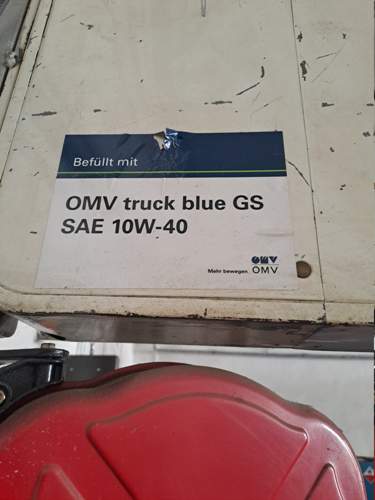 Befüllt mit
OMV truck blue GS
SAE 10W-40
OMV
Mehr bewegen. OMV